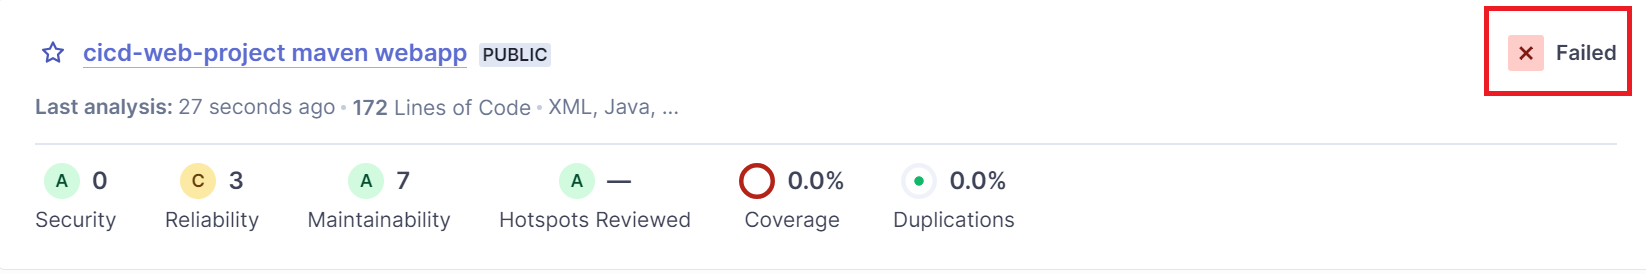 cicd-web-project maven webapp PUBLIC Failed
Last analysis: 27 seconds ago • 172 Lines of Code • XML, Java, ...
A 0 C 3 A 7 A — 0.0% 0.0%
Security Reliability Maintainability Hotspots Reviewed Coverage Duplications